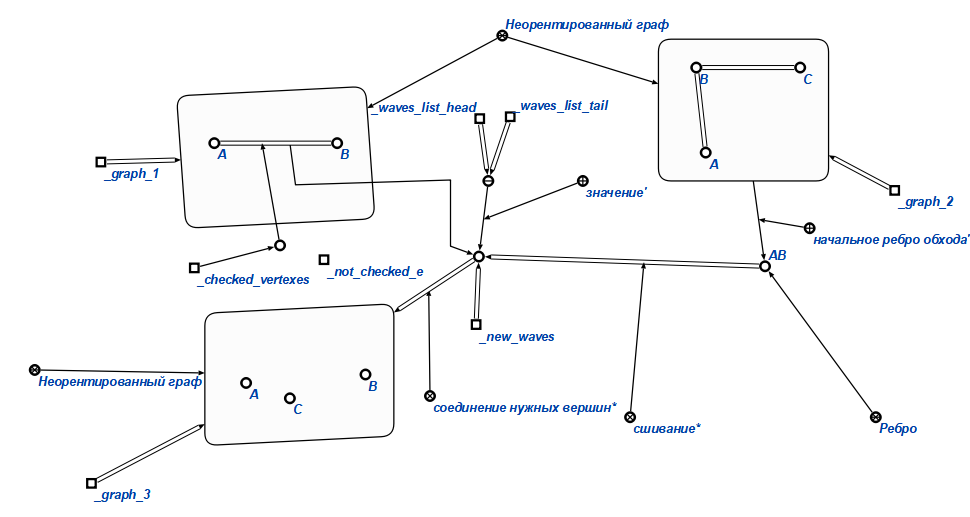 Неорентированный граф
_waves_list_head
_waves_list_tail
B
C
A
B
A
_graph_1
значение'
_graph_2
начальное ребро обхода'
AB
_checked_vertexes
_not_checked_e
_new_waves
Неорентированный граф
A
C
B
соединение нужных вершин*
сшивание*
Ребро
_graph_3